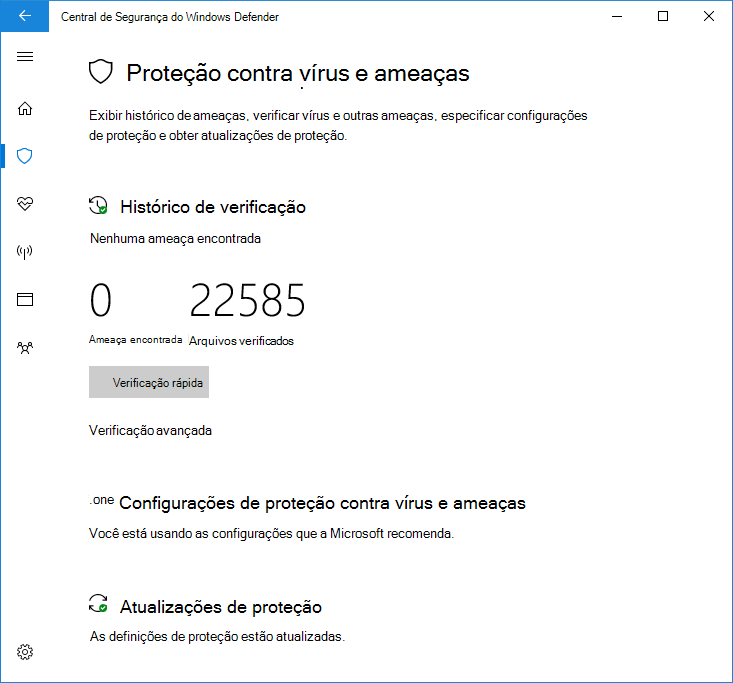 Central de Segurança do Windows Defender
Proteção contra vírus e ameaças
Exibir histórico de ameaças, verificar vírus e outras ameaças, especificar configurações
de proteção e obter atualizações de proteção.
Histórico de verificação
Nenhuma ameaça encontrada
0 22585
Ameaça encontrada Arquivos verificados
Verificação rápida
Verificação avançada
.one Configurações de proteção contra vírus e ameaças
Você está usando as configurações que a Microsoft recomenda.
Atualizações de proteção
As definições de proteção estão atualizadas.